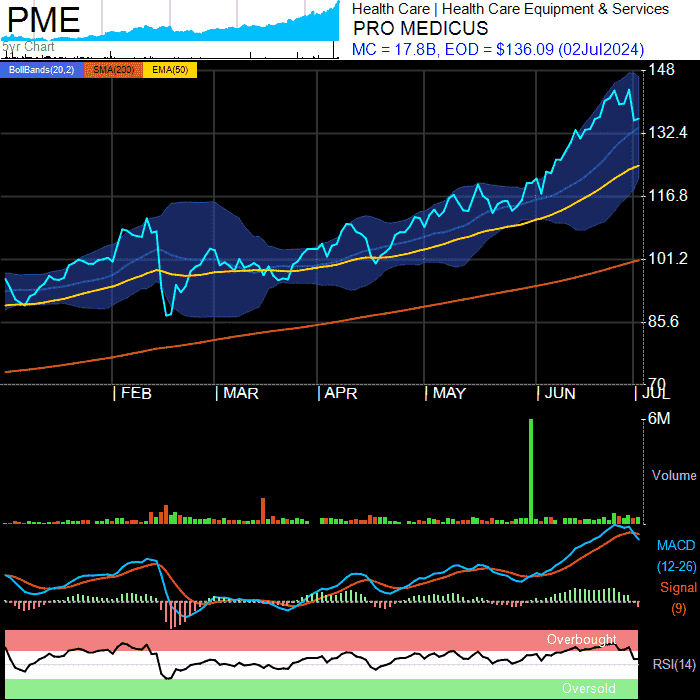 PME
5yr Chart
Health Care | Health Care Equipment & Services
PRO MEDICUS
MC = 17.8B, EOD = $136.09 (02Jul2024)
BollBands(20,2) SMA(200) EMA(50)
148
132.4
116.8
101.2
85.6
70
| FEB | MAR | APR | MAY | JUN | JUL
6M
Volume
MACD
(12-26)
Signal
(9)
Overbought
RSI(14)
Oversold